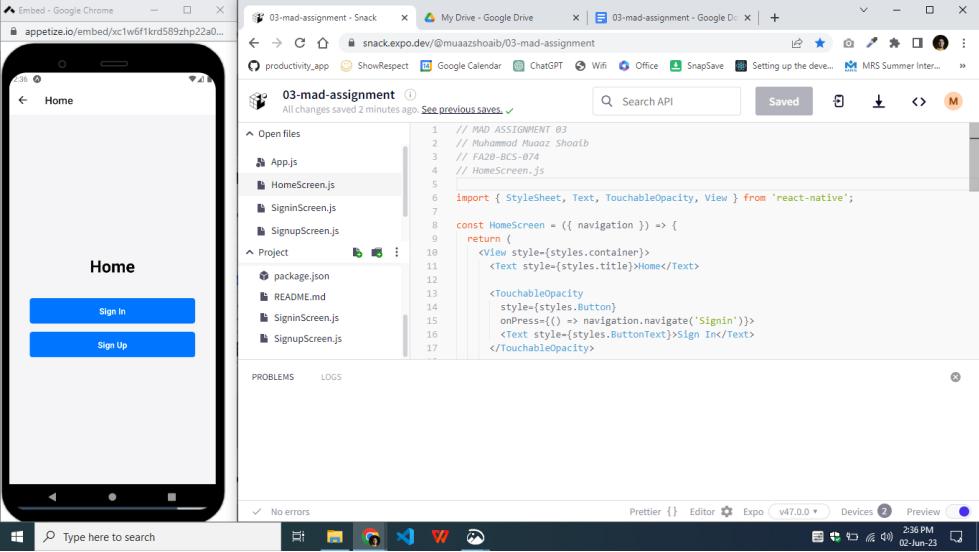 Embed - Google Chrome
appetize.io/embed/xc1w6f1krd589zhp22a0...
2:36
Home
Home
Sign In
Sign Up
03-mad-assignment - Snack
My Drive - Google Drive
03-mad-assignment - Google Do
snack.expo.dev/@muaazshoaib/03-mad-assignment
productivity_app
ShowRespect
Google Calendar
ChatGPT
Wifi
Office
SnapSave
Setting up the deve...
MRS Summer Inter...
»
03-mad-assignment
All changes saved 2 minutes ago. See previous saves.
Search API
Saved
M
Open files
App.js
HomeScreen.js
SigninScreen.js
SignupScreen.js
Project
package.json
README.md
SigninScreen.js
SignupScreen.js
1 // MAD ASSIGNMENT 03
2 // Muhammad Muaaz Shoaib
3 // FA20-BCS-074
4 // HomeScreen.js
5
6 import { StyleSheet, Text, TouchableOpacity, View } from 'react-native';
7
8 const HomeScreen = ({ navigation }) => {
9 return (
10 <View style={styles.container}>
11 <Text style={styles.title}>Home</Text>
12
13 <TouchableOpacity
14 style={styles.Button}
15 onPress={() => navigation.navigate('Signin')}>
16 <Text style={styles.ButtonText}>Sign In</Text>
17 </TouchableOpacity>
PROBLEMS
LOGS
No errors
Prettier {}
Editor
Expo
v47.0.0
Devices 2
Preview
Type here to search
2:36 PM
02-Jun-23